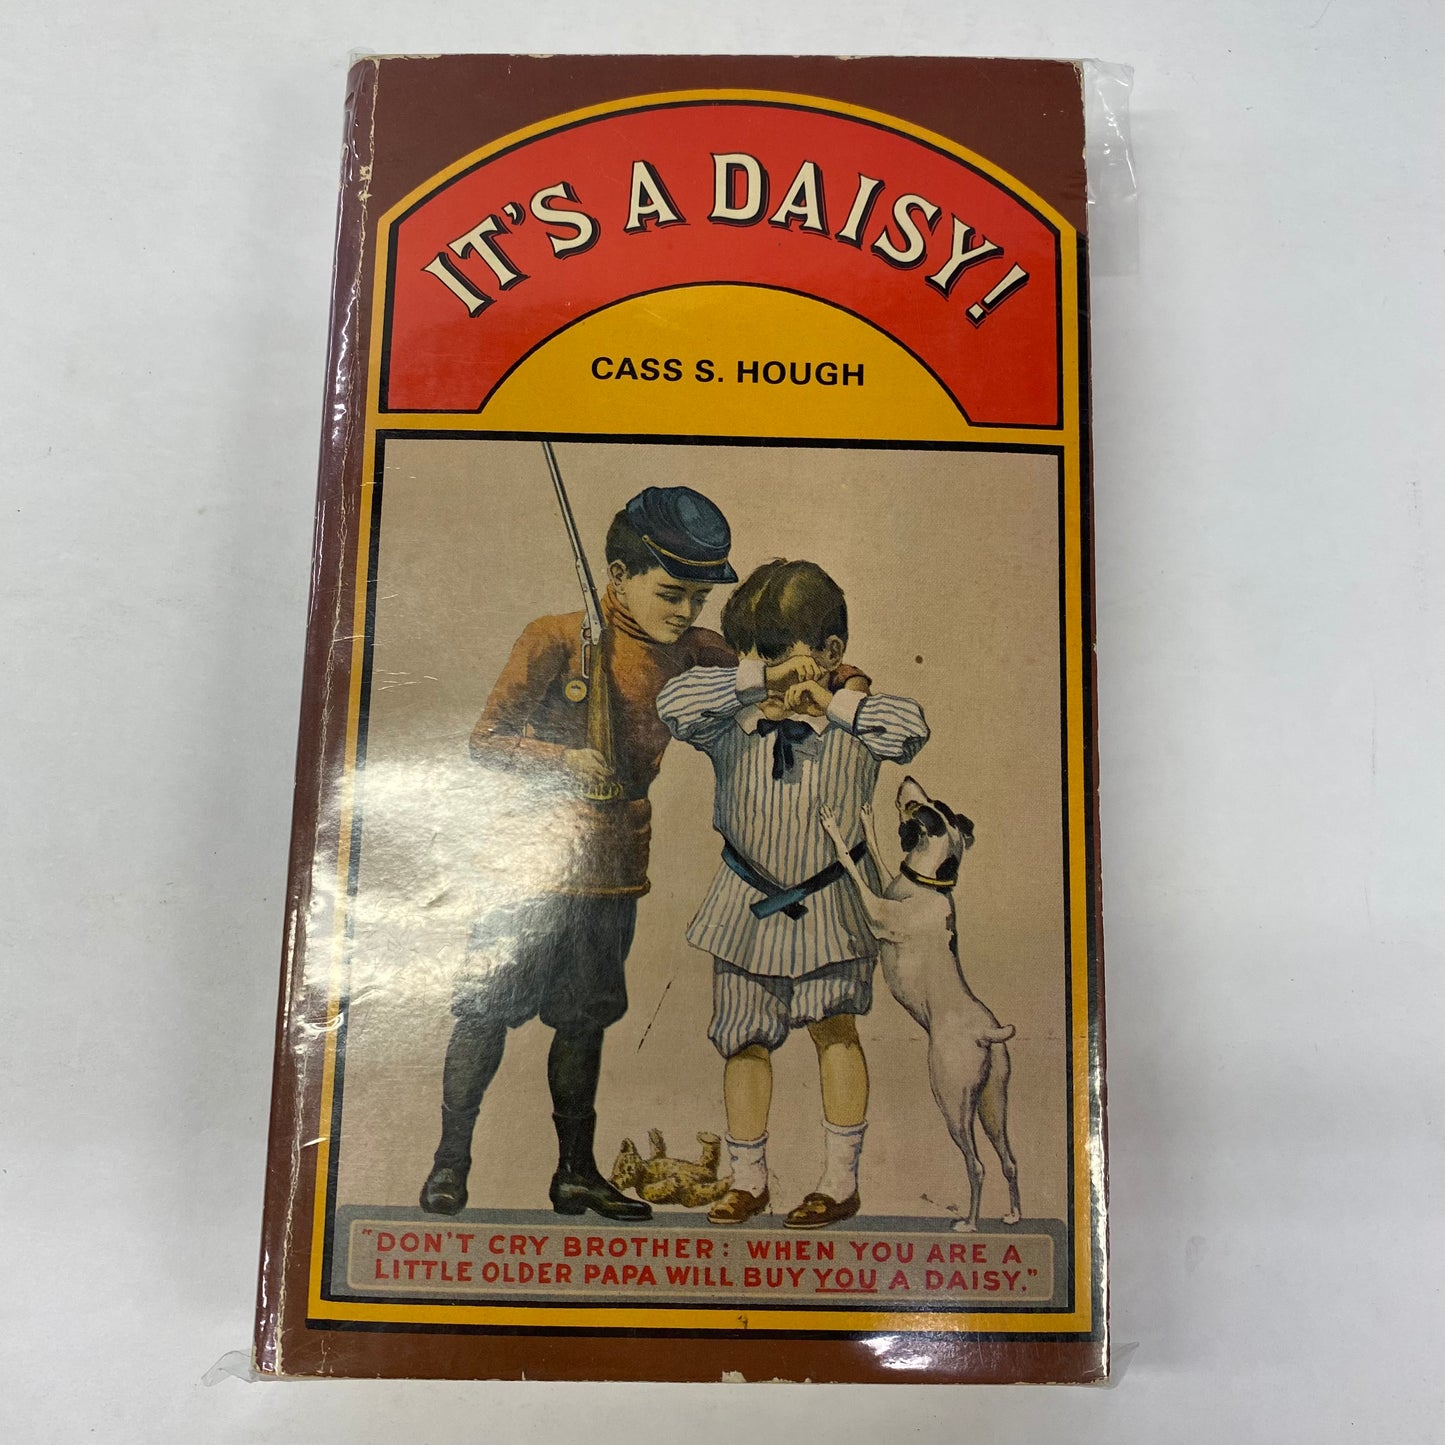 IT'S A DAISY!
CASS S. HOUGH
"DON'T CRY BROTHER: WHEN YOU ARE A
LITTLE OLDER PAPA WILL BUY YOU A DAISY."